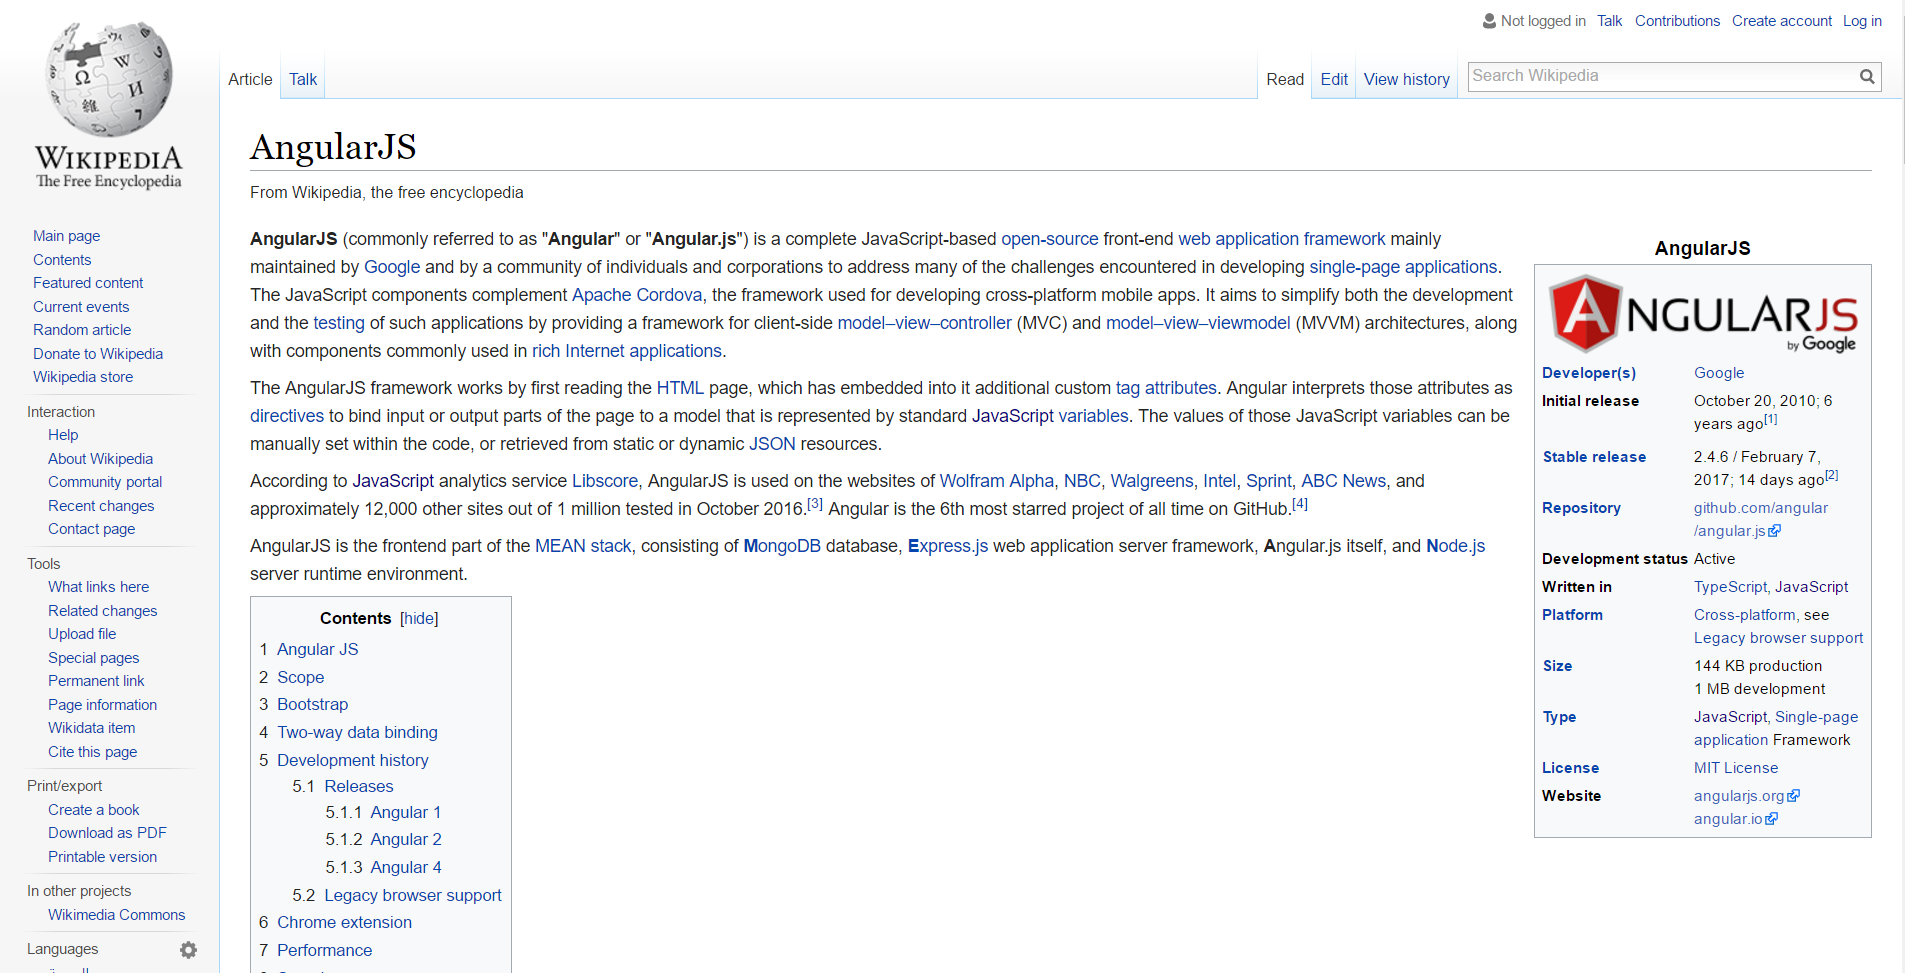 Not logged in Talk Contributions Create account Log in
Article Talk Read Edit View history Search Wikipedia
WIKIPEDIA
The Free Encyclopedia
Main page
Contents
Featured content
Current events
Random article
Donate to Wikipedia
Wikipedia store
Interaction
Help
About Wikipedia
Community portal
Recent changes
Contact page
Tools
What links here
Related changes
Upload file
Special pages
Permanent link
Page information
Wikidata item
Cite this page
Print/export
Create a book
Download as PDF
Printable version
In other projects
Wikimedia Commons
Languages
AngularJS
From Wikipedia, the free encyclopedia
AngularJS (commonly referred to as "Angular" or "Angular.js") is a complete JavaScript-based open-source front-end web application framework mainly
maintained by Google and by a community of individuals and corporations to address many of the challenges encountered in developing single-page applications.
The JavaScript components complement Apache Cordova, the framework used for developing cross-platform mobile apps. It aims to simplify both the development
and the testing of such applications by providing a framework for client-side model–view–controller (MVC) and model–view–viewmodel (MVVM) architectures, along
with components commonly used in rich Internet applications.
The AngularJS framework works by first reading the HTML page, which has embedded into it additional custom tag attributes. Angular interprets those attributes as
directives to bind input or output parts of the page to a model that is represented by standard JavaScript variables. The values of those JavaScript variables can be
manually set within the code, or retrieved from static or dynamic JSON resources.
According to JavaScript analytics service Libscore, AngularJS is used on the websites of Wolfram Alpha, NBC, Walgreens, Intel, Sprint, ABC News, and
approximately 12,000 other sites out of 1 million tested in October 2016.[3] Angular is the 6th most starred project of all time on GitHub.[4]
AngularJS is the frontend part of the MEAN stack, consisting of MongoDB database, Express.js web application server framework, Angular.js itself, and Node.js
server runtime environment.
Contents [hide]
1 Angular JS
2 Scope
3 Bootstrap
4 Two-way data binding
5 Development history
5.1 Releases
5.1.1 Angular 1
5.1.2 Angular 2
5.1.3 Angular 4
5.2 Legacy browser support
6 Chrome extension
7 Performance
AngularJS
ANGULARJS
by Google
Developer(s) Google
Initial release October 20, 2010; 6
years ago[1]
Stable release 2.4.6 / February 7,
2017; 14 days ago[2]
Repository github.com/angular
/angular.js
Development status Active
Written in TypeScript, JavaScript
Platform Cross-platform, see
Legacy browser support
Size 144 KB production
1 MB development
Type JavaScript, Single-page
application Framework
License MIT License
Website angularjs.org
angular.io